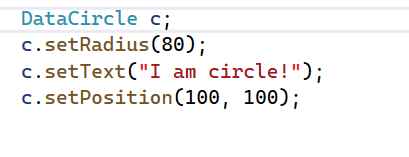 DataCircle c;
c.setRadius(80);
c.setText("I am circle!");
c.setPosition(100, 100);